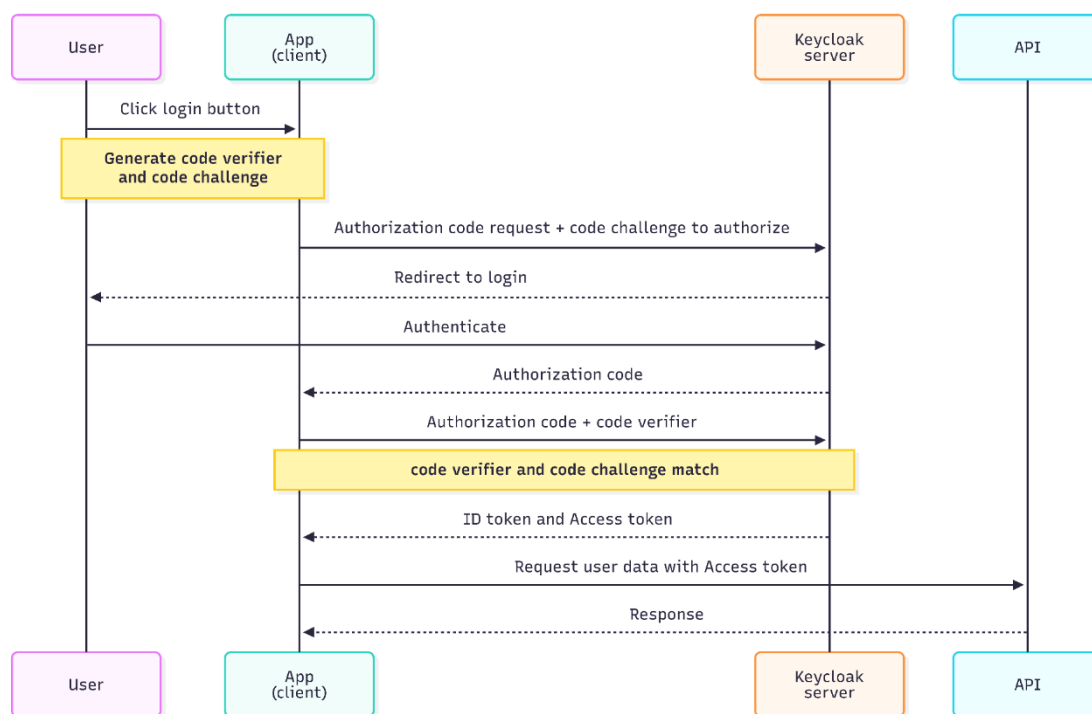 User
App
(client)
Keycloak
server
API
Click login button
Generate code verifier
and code challenge
Authorization code request + code challenge to authorize
Redirect to login
Authenticate
Authorization code
Authorization code + code verifier
code verifier and code challenge match
ID token and Access token
Request user data with Access token
Response
User
App
(client)
Keycloak
server
API